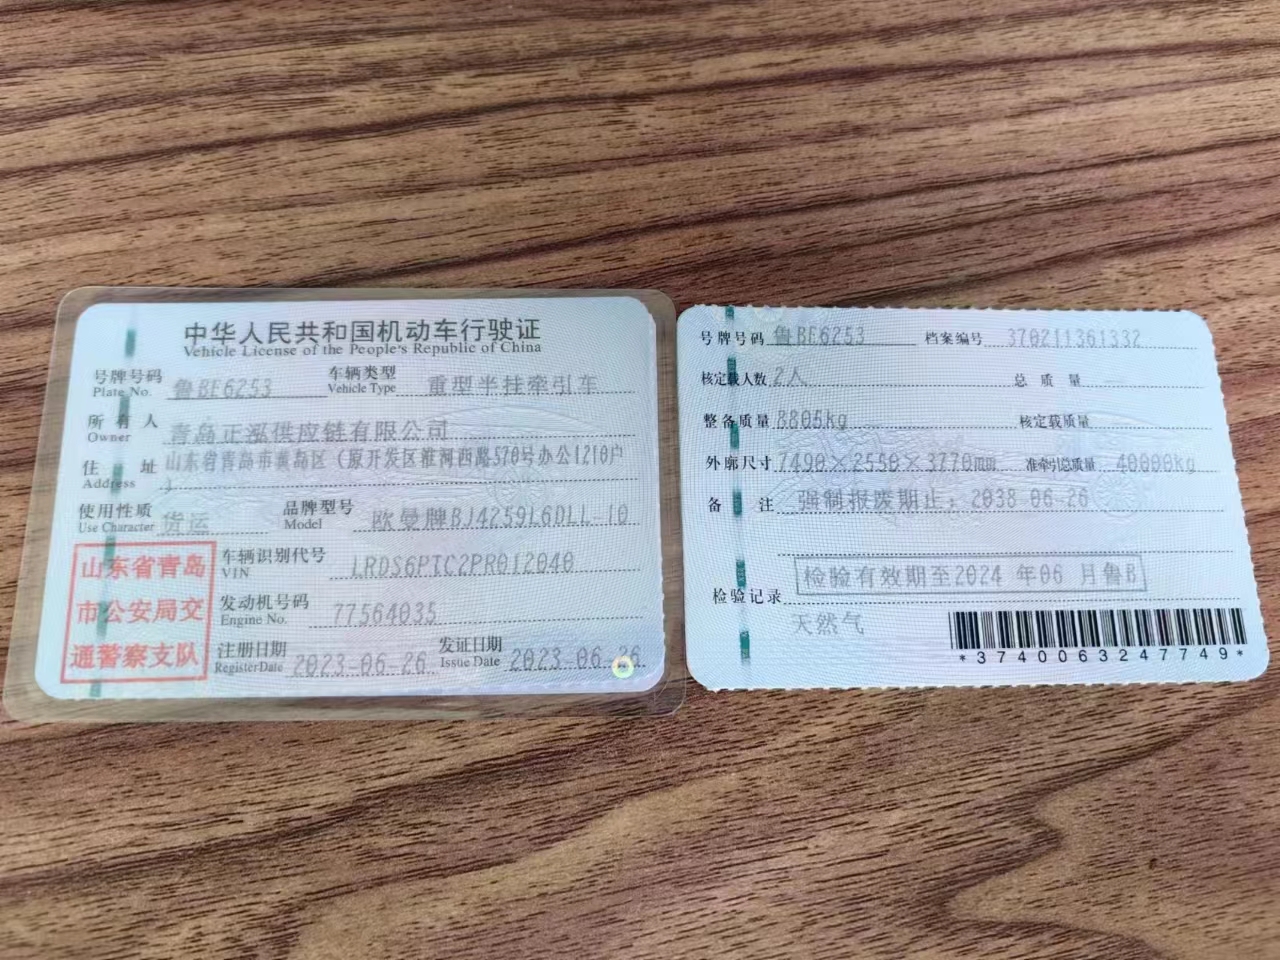 中华人民共和国机动车行驶证
Vehicle License of the People's Republic of China
号牌号码 鲁BE6253 车辆类型 重型半挂牵引车
Plate No. Vehicle Type
所有人 青岛正泓供应链有限公司
Owner
住址 山东省青岛市黄岛区（原开发区淮河西路570号办公1210户
Address ）
使用性质 货运 品牌型号 欧曼牌BJ4259L6DLL-10
Use Character Model
山东省青岛
市公安局交
通警察支队
车辆识别代号 LRDS6PTC2PR012040
VIN
发动机号码 77564035
Engine No.
注册日期 2023-06-26 发证日期 2023-06-26
Register Date Issue Date
号牌号码 鲁BE6253 档案编号 370211361332
核定载人数 2人 总质量 --
整备质量 8805kg 核定载质量
外廓尺寸 7490×2550×3770mm 准牵引总质量 40000kg
备注 强制报废期止：2038-06-26
检验记录 检验有效期至2024 年06 月鲁B
天然气
*3740063247749*